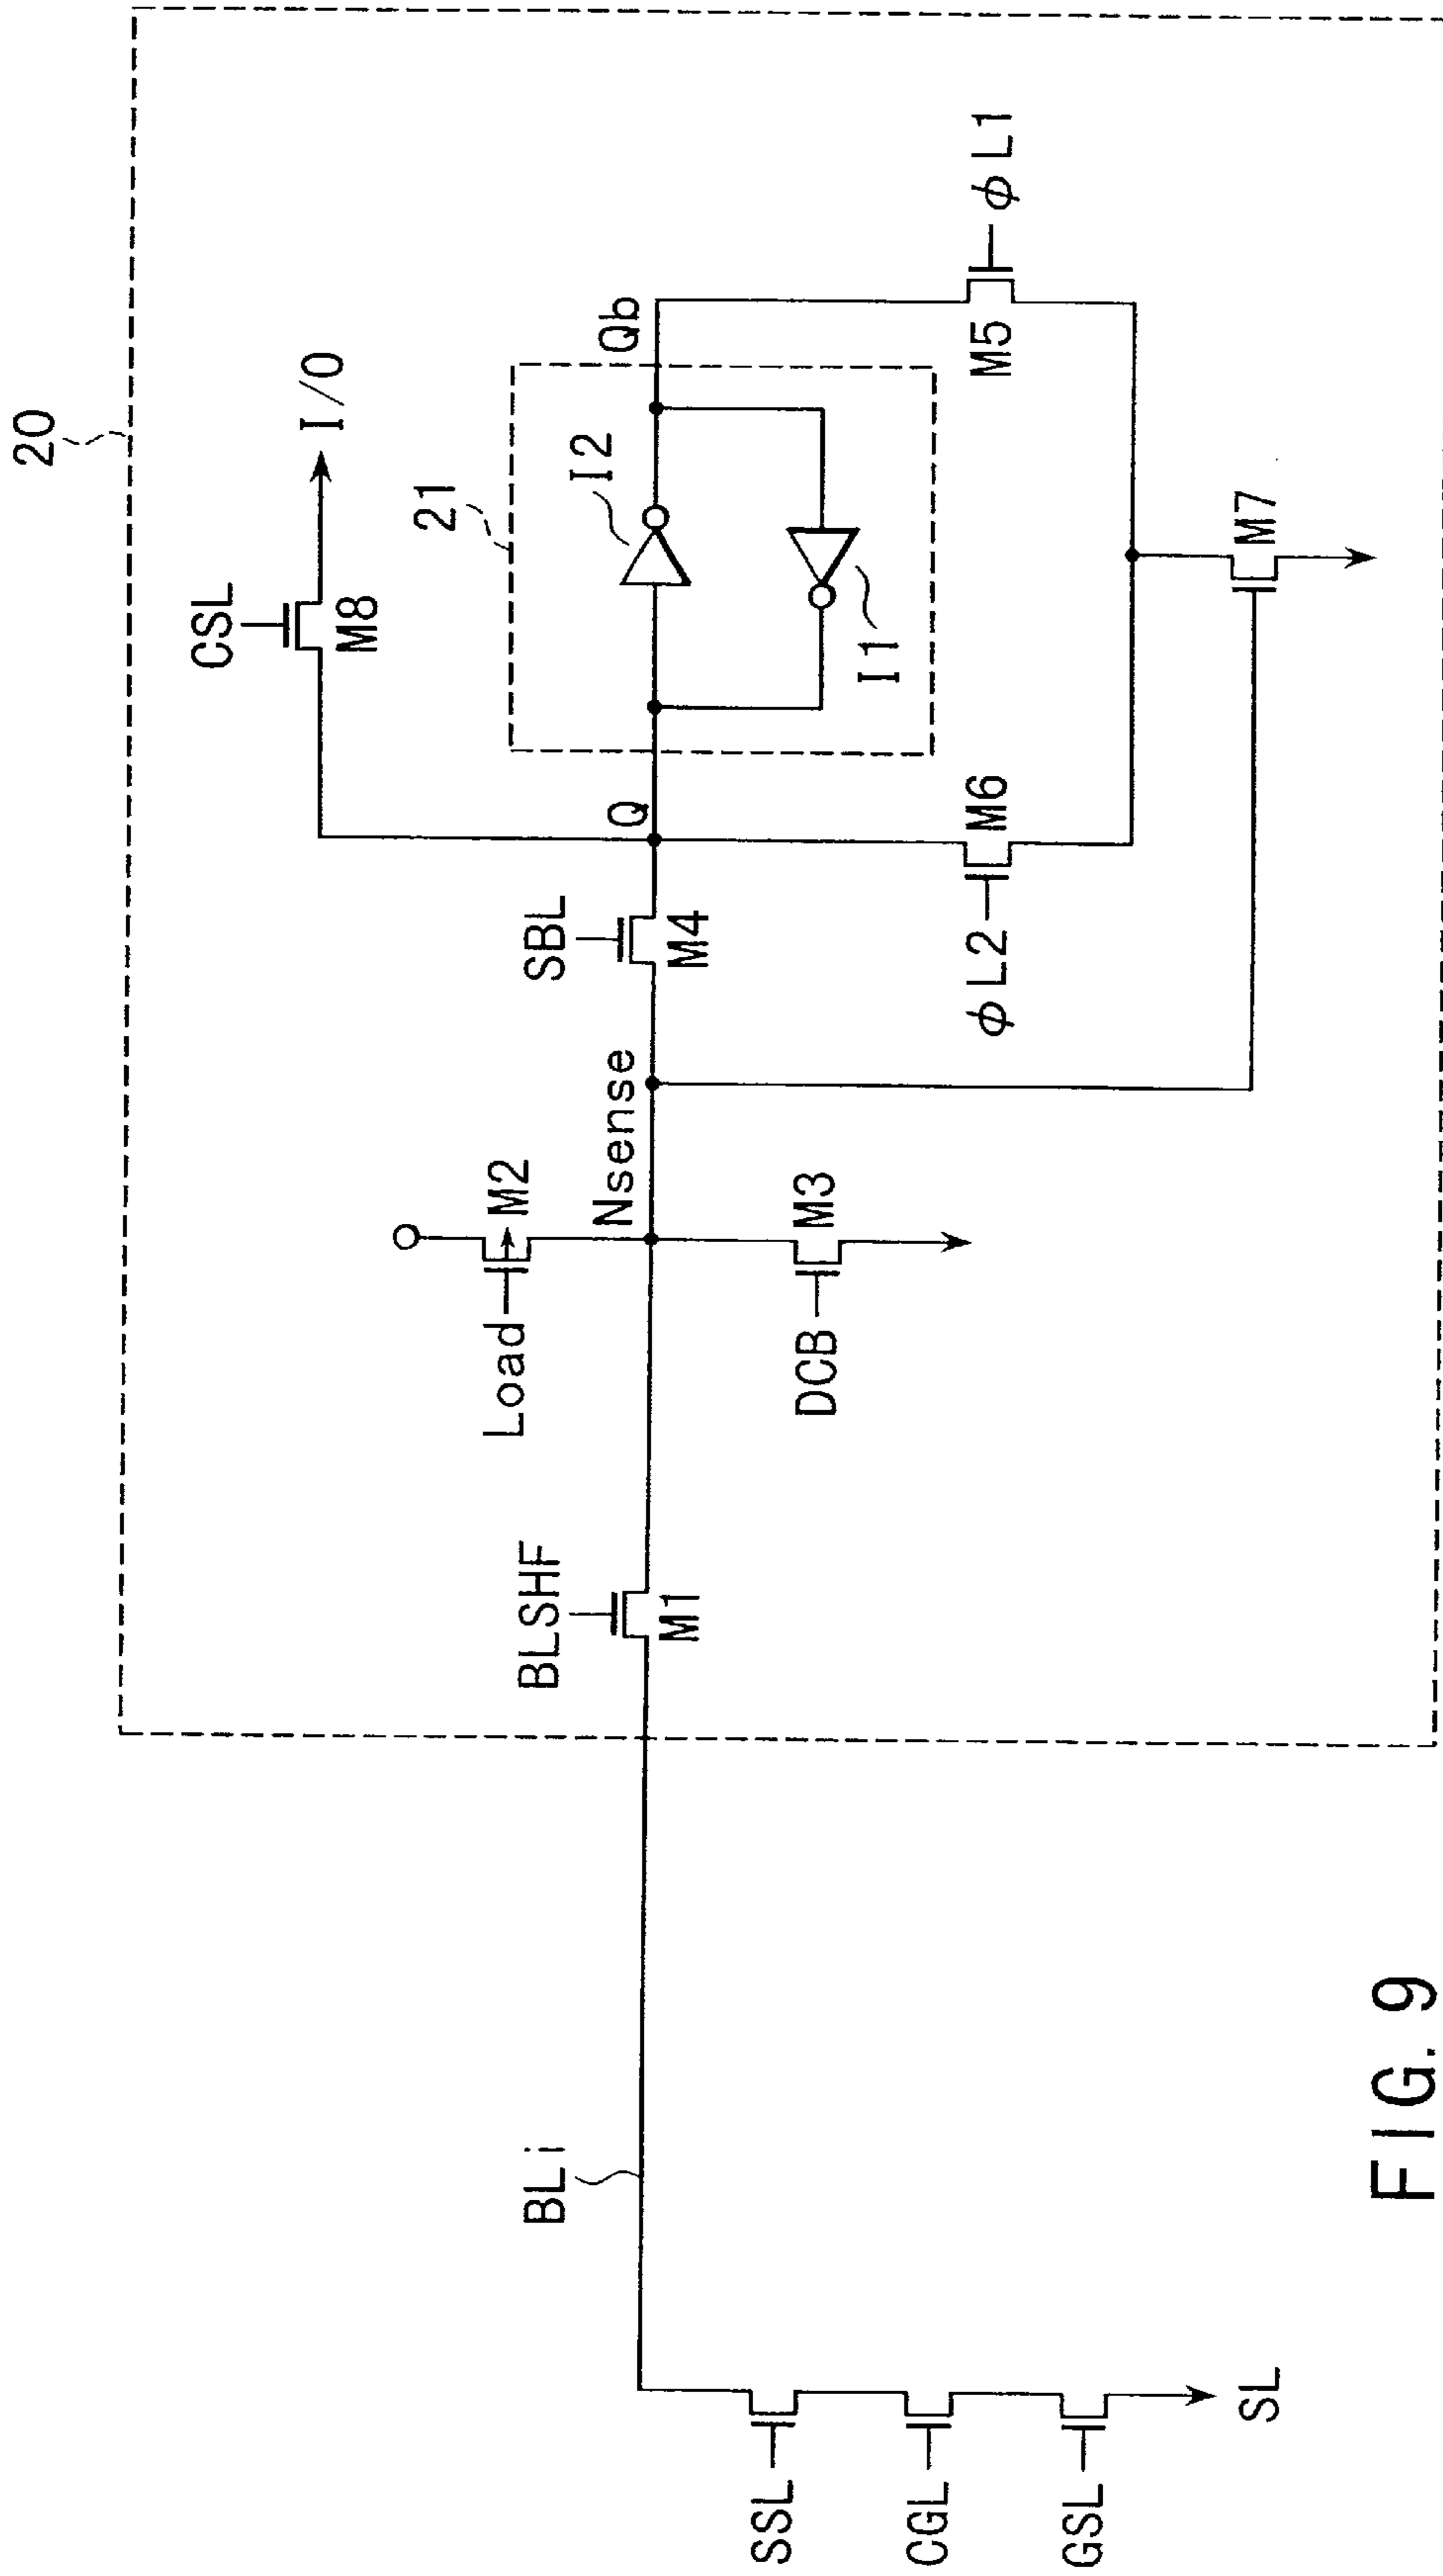 20
CSL
I/O
M8
21
I2
I1
Q
Qb
SBL
M4
Nsense
Load
M2
DCB
M3
φL2
M6
M5
φL1
M7
BLSHF
M1
BLi
SSL
CGL
GSL
SL
FIG. 9